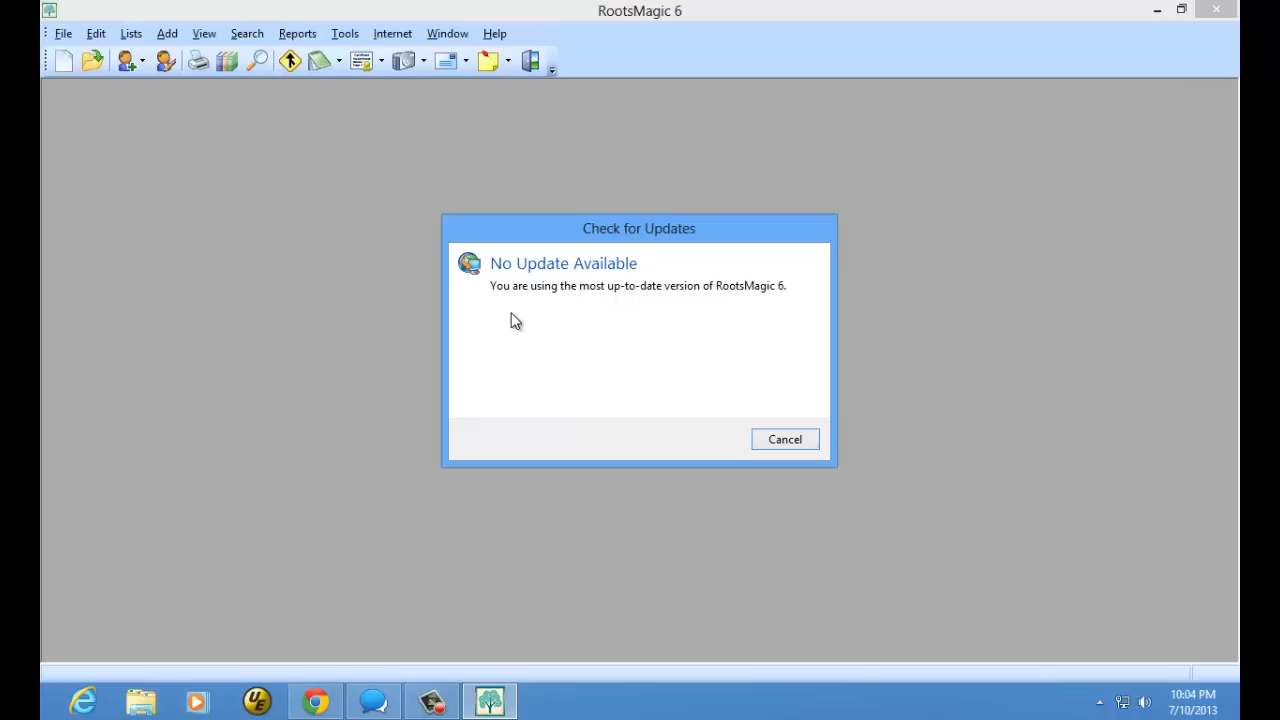 RootsMagic 6
File Edit Lists Add View Search Reports Tools Internet Window Help
Check for Updates
No Update Available
You are using the most up-to-date version of RootsMagic 6.
Cancel
UE
10:04 PM
7/10/2013